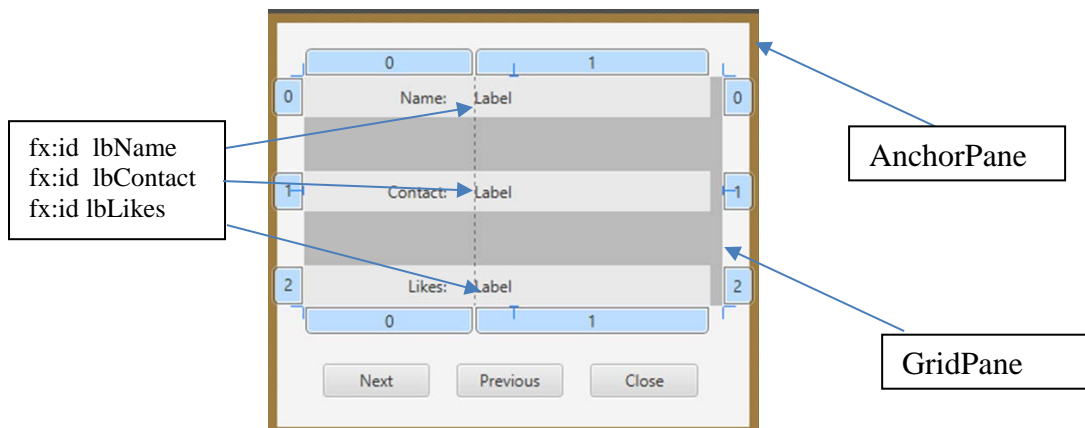 0 1
0 Name: Label 0
fx:id lbName
fx:id lbContact
fx:id lbLikes
AnchorPane
1 Contact: Label 1
2 Likes: Label 2
0 1
GridPane
Next Previous Close